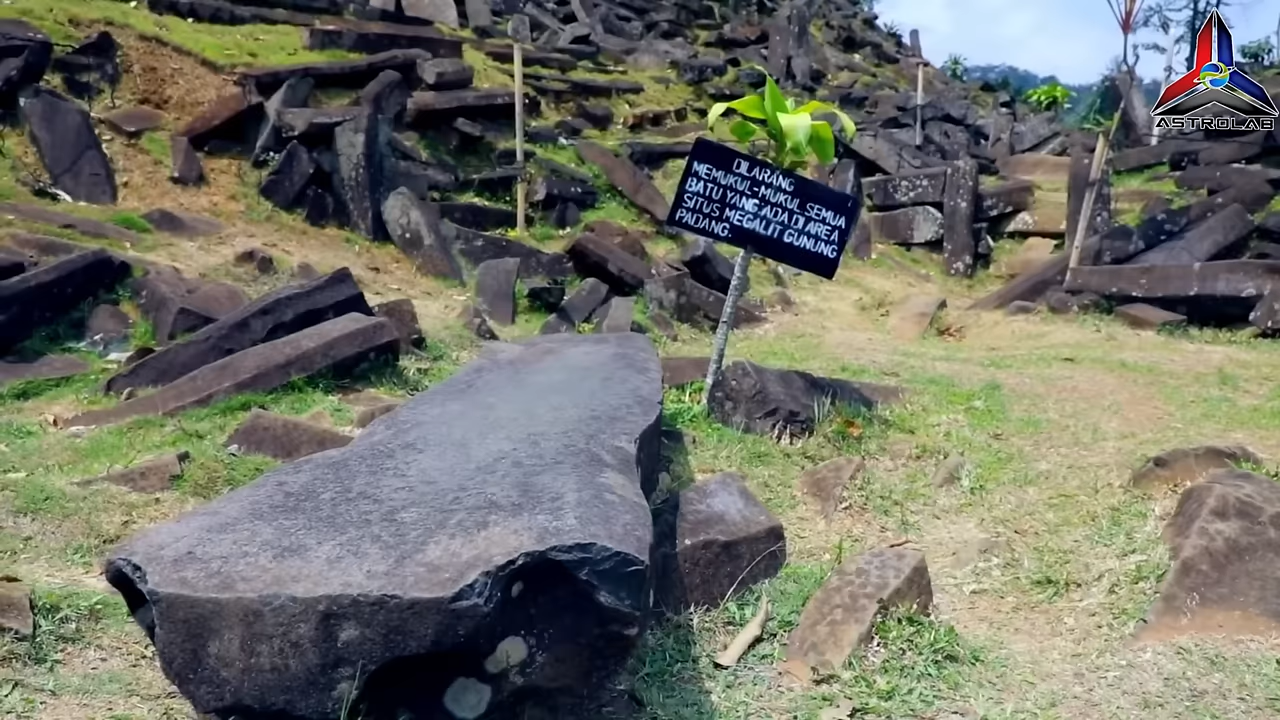 DILARANG
MEMUKUL-MUKUL SEMUA
BATU YANG ADA DI AREA
SITUS MEGALIT GUNUNG
PADANG.
ASTROLAB